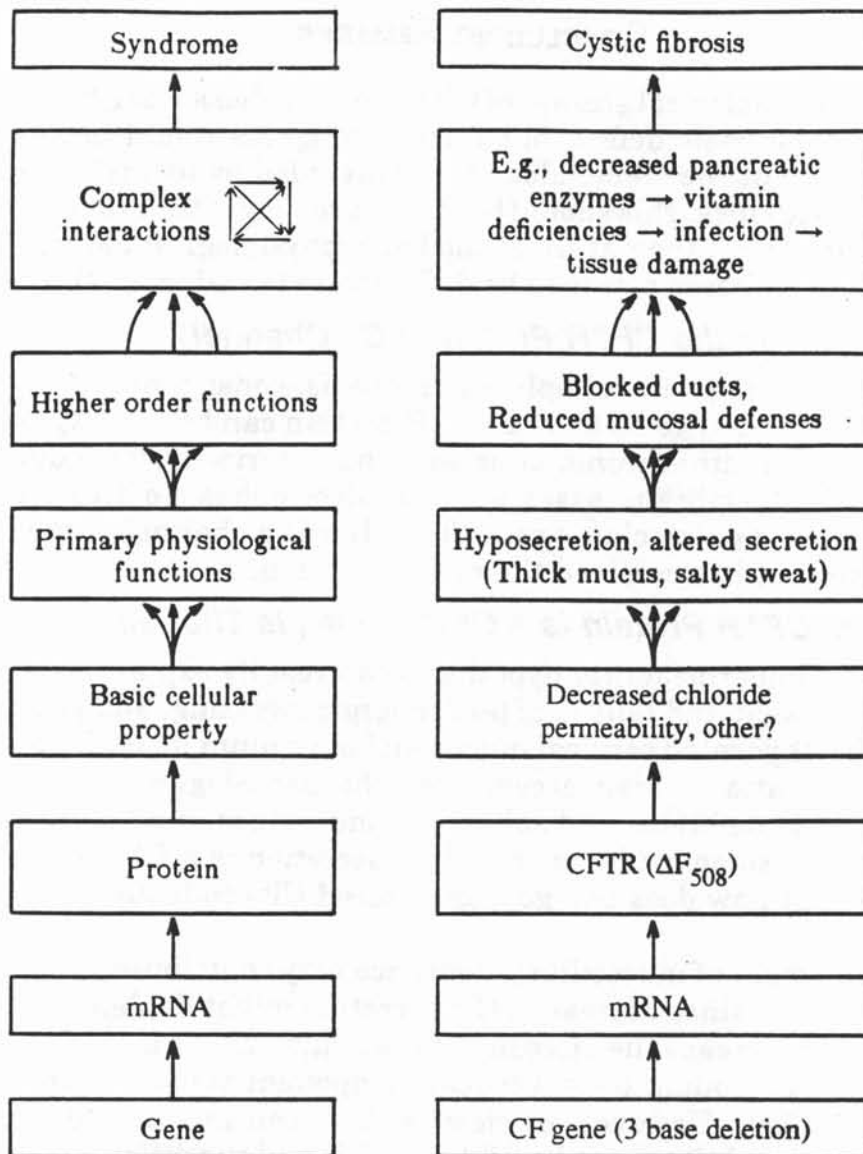 Syndrome
Complex
interactions
Higher order functions
Primary physiological
functions
Basic cellular
property
Protein
mRNA
Gene
Cystic fibrosis
E.g., decreased pancreatic
enzymes → vitamin
deficiencies → infection →
tissue damage
Blocked ducts,
Reduced mucosal defenses
Hyposecretion, altered secretion
(Thick mucus, salty sweat)
Decreased chloride
permeability, other?
CFTR (ΔF508)
mRNA
CF gene (3 base deletion)